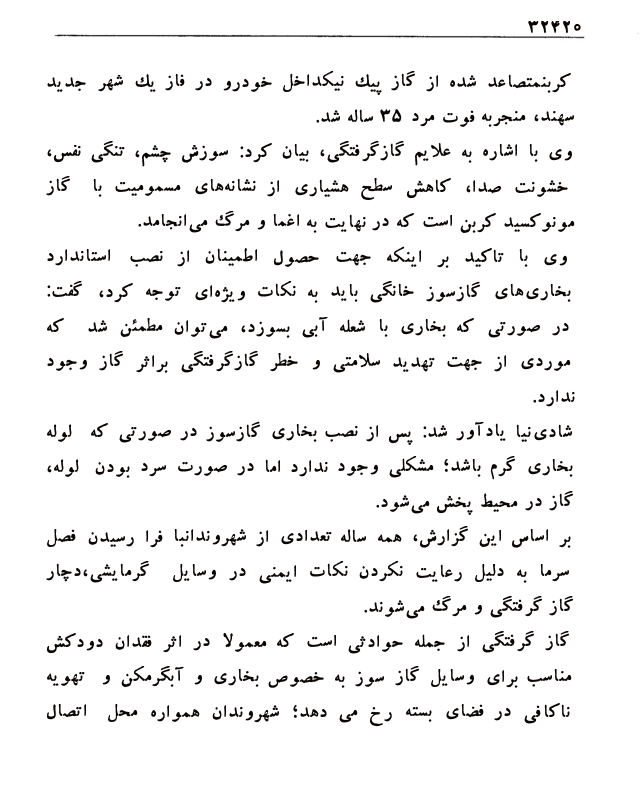 ۳۲۴۲۰
کربنمتصاعد شده از گاز پیك نیکداخل خودرو در فاز یك شهر جدید
سهند، منجربه فوت مرد ۳۵ ساله شد.
وی با اشاره به علایم گازگرفتگی، بیان کرد: سوزش چشم، تنگی نفس،
خشونت صدا، کاهش سطح هشیاری از نشانه‌های مسمومیت با گاز
مونوکسید کربن است که در نهایت به اغما و مرگ می‌انجامد.
وی با تاکید بر اینکه جهت حصول اطمینان از نصب استاندارد
بخاری‌های گازسوز خانگی باید به نکات ویژه‌ای توجه کرد، گفت:
در صورتی که بخاری با شعله آبی بسوزد، می‌توان مطمئن شد که
موردی از جهت تهدید سلامتی و خطر گازگرفتگی براثر گاز وجود
ندارد.
شادی‌نیا یادآور شد: پس از نصب بخاری گازسوز در صورتی که لوله
بخاری گرم باشد؛ مشکلی وجود ندارد اما در صورت سرد بودن لوله،
گاز در محیط پخش می‌شود.
بر اساس این گزارش، همه ساله تعدادی از شهروندانبا فرا رسیدن فصل
سرما به دلیل رعایت نکردن نکات ایمنی در وسایل گرمایشی،دچار
گاز گرفتگی و مرگ می‌شوند.
گاز گرفتگی از جمله حوادثی است که معمولا در اثر فقدان دودکش
مناسب برای وسایل گاز سوز به خصوص بخاری و آبگرمکن و تهویه
ناکافی در فضای بسته رخ می دهد؛ شهروندان همواره محل اتصال